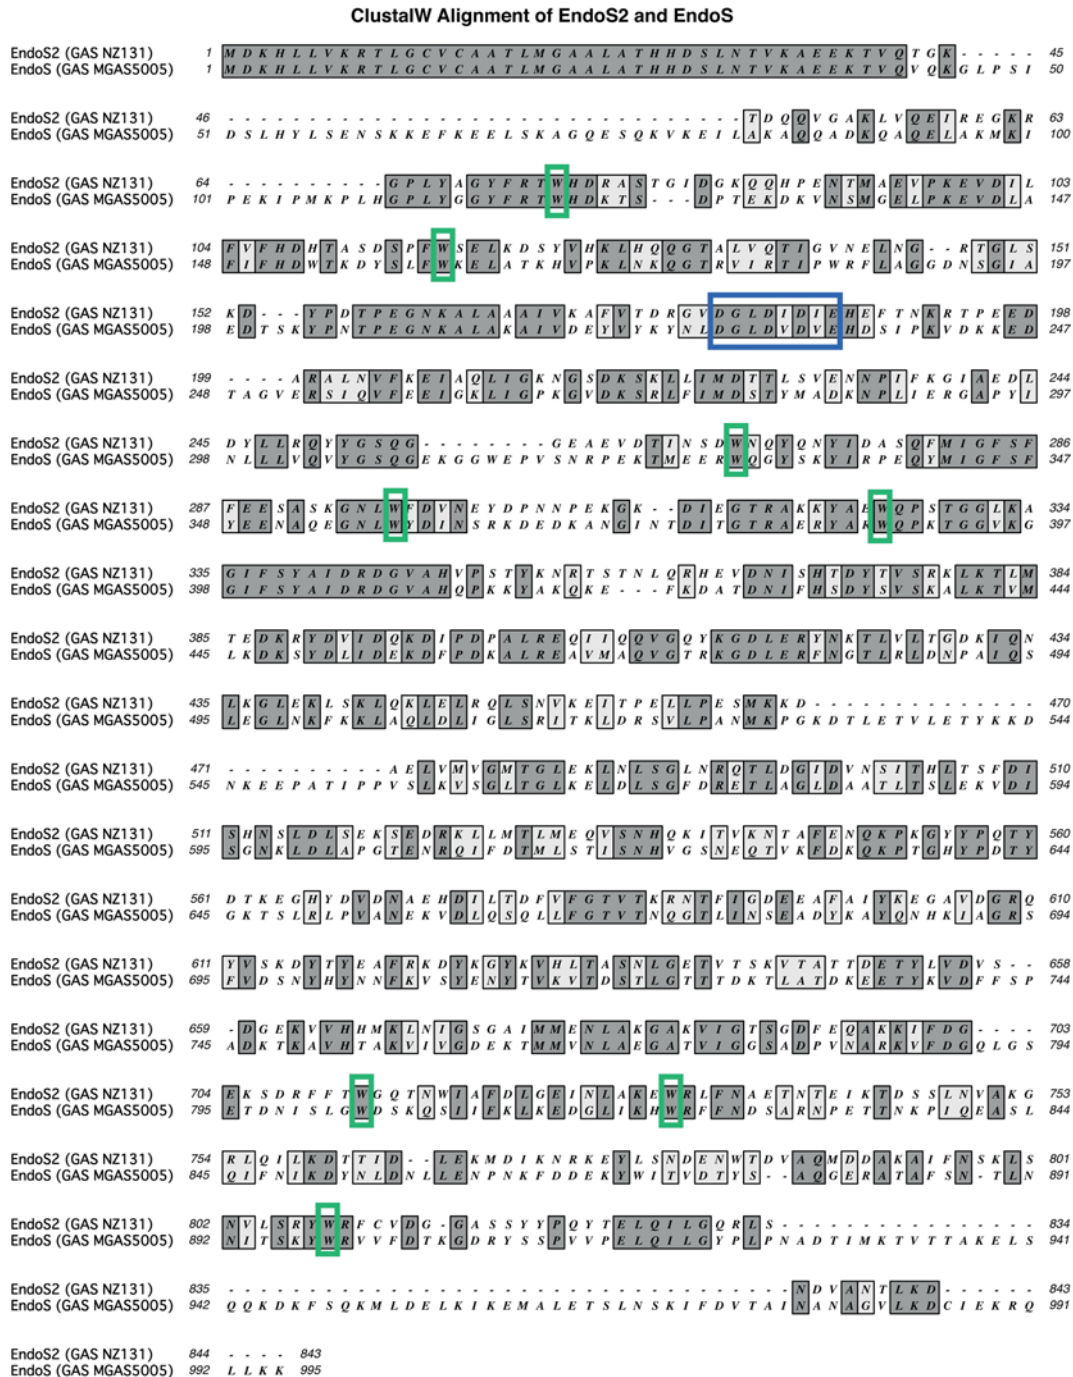 ClustalW Alignment of EndoS2 and EndoS
EndoS2 (GAS NZ131) 1 M D K H L L V K R T L G C V C A A T L M G A A L A T H H D S L N T V K A E E K T V Q T G K - - - - - 45
EndoS (GAS MGAS5005) 1 M D K H L L V K R T L G C V C A A T L M G A A L A T H H D S L N T V K A E E K T V Q V Q K G L P S I 50
EndoS2 (GAS NZ131) 46 - - - - - - - - - - - - - - - - - - - - - - - - - - - - - - - - T D Q Q V G A K L V Q E I R E G K R 63
EndoS (GAS MGAS5005) 51 D S L H Y L S E N S K K E F K E E L S K A G Q E S Q K V K E I L A K A Q Q A D K Q A Q E L A K M K I 100
EndoS2 (GAS NZ131) 64 - - - - - - - - - - G P L Y A G Y F R T W H D R A S T G I D G K Q Q H P E N T M A E V P K E V D I L 103
EndoS (GAS MGAS5005) 101 P E K I P M K P L H G P L Y G G Y F R T W H D K T S - - - D P T E K D K V N S M G E L P K E V D L A 147
EndoS2 (GAS NZ131) 104 F V F H D H T A S D S P F W S E L K D S Y V H K L H Q Q G T A L V Q T I G V N E L N G - - R T G L S 151
EndoS (GAS MGAS5005) 148 F I F H D W T K D Y S L F W K E L A T K H V P K L N K Q G T R V I R T I P W R F L A G G D N S G I A 197
EndoS2 (GAS NZ131) 152 K D - - - Y P D T P E G N K A L A A A I V K A F V T D R G V D G L D I D I E H E F T N K R T P E E D 198
EndoS (GAS MGAS5005) 198 E D T S K Y P N T P E G N K A L A K A I V D E Y V Y K Y N L D G L D V D V E H D S I P K V D K K E D 247
EndoS2 (GAS NZ131) 199 - - - - A R A L N V F K E I A Q L I G K N G S D K S K L L I M D T T L S V E N N P I F K G I A E D L 244
EndoS (GAS MGAS5005) 248 T A G V E R S I Q V F E E I G K L I G P K G V D K S R L F I M D S T Y M A D K N P L I E R G A P Y I 297
EndoS2 (GAS NZ131) 245 D Y L L R Q Y Y G S Q G - - - - - - - - G E A E V D T I N S D W N Q Y Q N Y I D A S Q F M I G F S F 286
EndoS (GAS MGAS5005) 298 N L L L V Q V Y G S Q G E K G G W E P V S N R P E K T M E E R W Q G Y S K Y I R P E Q Y M I G F S F 347
EndoS2 (GAS NZ131) 287 F E E S A S K G N L W F D V N E Y D P N N P E K G K - - D I E G T R A K K Y A E W Q P S T G G L K A 334
EndoS (GAS MGAS5005) 348 Y E E N A Q E G N L W Y D I N S R K D E D K A N G I N T D I T G T R A E R Y A R W Q P K T G G V K G 397
EndoS2 (GAS NZ131) 335 G I F S Y A I D R D G V A H V P S T Y K N R T S T N L Q R H E V D N I S H T D Y T V S R K L K T L M 384
EndoS (GAS MGAS5005) 398 G I F S Y A I D R D G V A H Q P K K Y A K Q K E - - - F K D A T D N I F H S D Y S V S K A L K T V M 444
EndoS2 (GAS NZ131) 385 T E D K R Y D V I D Q K D I P D P A L R E Q I I Q Q V G Q Y K G D L E R Y N K T L V L T G D K I Q N 434
EndoS (GAS MGAS5005) 445 L K D K S Y D L I D E K D F P D K A L R E A V M A Q V G T R K G D L E R F N G T L R L D N P A I Q S 494
EndoS2 (GAS NZ131) 435 L K G L E K L S K L Q K L E L R Q L S N V K E I T P E L L P E S M K K D - - - - - - - - - - - - - - 470
EndoS (GAS MGAS5005) 495 L E G L N K F K K L A Q L D L I G L S R I T K L D R S V L P A N M K P G K D T L E T V L E T Y K K D 544
EndoS2 (GAS NZ131) 471 - - - - - - - - - - A E L V M V G M T G L E K L N L S G L N R Q T L D G I D V N S I T H L T S F D I 510
EndoS (GAS MGAS5005) 545 N K E E P A T I P P V S L K V S G L T G L K E L D L S G F D R E T L A G L D A A T L T S L E K V D I 594
EndoS2 (GAS NZ131) 511 S H N S L D L S E K S E D R K L L M T L M E Q V S N H Q K I T V K N T A F E N Q K P K G Y Y P Q T Y 560
EndoS (GAS MGAS5005) 595 S G N K L D L A P G T E N R Q I F D T M L S T I S N H V G S N E Q T V K F D K Q K P T G H Y P D T Y 644
EndoS2 (GAS NZ131) 561 D T K E G H Y D V D N A E H D I L T D F V F G T V T K R N T F I G D E E A F A I Y K E G A V D G R Q 610
EndoS (GAS MGAS5005) 645 G K T S L R L P V A N E K V D L Q S Q L L F G T V T N Q G T L I N S E E A D Y K A Y Q N H K I A G R S 694
EndoS2 (GAS NZ131) 611 Y V S K D Y T Y E A F R K D Y K G Y K V H L T A S N L G E T V T S K V T A T T D E T Y L V D V S - - 658
EndoS (GAS MGAS5005) 695 F V D S N Y H Y N N F K V S Y E N Y T V K V T D S T L G T T T D K T L A T D K E E T Y K V D F F S P 744
EndoS2 (GAS NZ131) 659 - D G E K V V H H M K L N I G S G A I M M E N L A K G A K V I G T S G D F E Q A K K I F D G - - - - 703
EndoS (GAS MGAS5005) 745 A D K T K A V H T A K V I V G D E K T M M V N L A E G A T V I G G S A D P V N A R K V F D G Q L G S 794
EndoS2 (GAS NZ131) 704 E K S D R F F T W G Q T N W I A F D L G E I N L A K E W R L F N A E T N T E I K T D S S L N V A K G 753
EndoS (GAS MGAS5005) 795 E T D N I S L G W D S K Q S I I F K L K E D G L I K H W R F F N D S A R N P E T T N K P I Q E A S L 844
EndoS2 (GAS NZ131) 754 R L Q I L K D T T I D - - L E K M D I K N R K E Y L S N D E N W T D V A Q M D D A K A I F N S K L S 801
EndoS (GAS MGAS5005) 845 Q I F N I K D Y N L D N L L E N P N K F D D E K Y W I T V D T Y S - - A Q G E R A T A F S N - T L N 891
EndoS2 (GAS NZ131) 802 N V L S R Y W R F C V D G - G A S S Y Y P Q Y T E L Q I L G Q R L S - - - - - - - - - - - - - - - - 834
EndoS (GAS MGAS5005) 892 N I T S K Y W R V V F D T K G D R Y S S P V V P E L Q I L G Y P L P N A D T I M K T V T T A K E L S 941
EndoS2 (GAS NZ131) 835 - - - - - - - - - - - - - - - - - - - - - - - - - - - - - - - - - - - N D V A N T L K D - - - - - - 843
EndoS (GAS MGAS5005) 942 Q Q K D K F S Q K M L D E L K I K E M A L E T S L N S K I F D V T A I N A N A G V L K D C I E K R Q 991
EndoS2 (GAS NZ131) 844 - - - - 843
EndoS (GAS MGAS5005) 992 L L K K 995